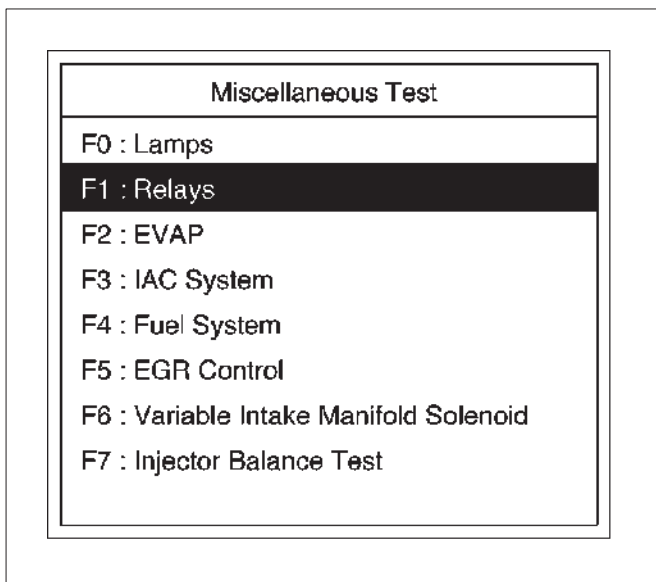 Miscellaneous Test
F0 : Lamps
F1 : Relays
F2 : EVAP
F3 : IAC System
F4 : Fuel System
F5 : EGR Control
F6 : Variable Intake Manifold Solenoid
F7 : Injector Balance Test